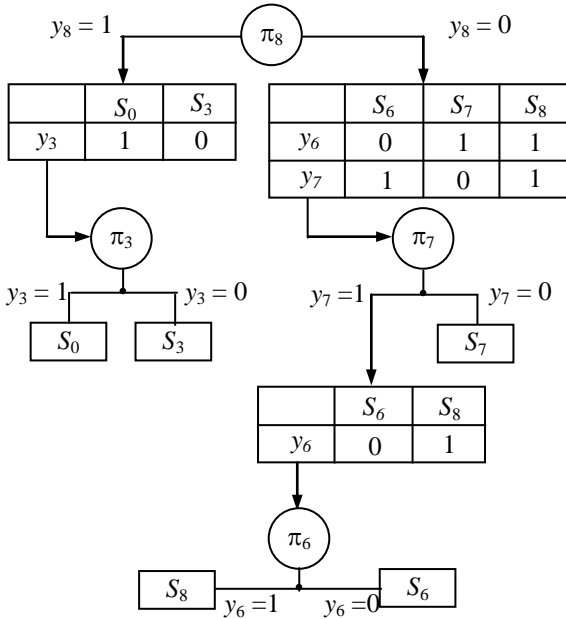 y₈ = 1 π₈ y₈ = 0
S₀ S₃
y₃ 1 0
S₆ S₇ S₈
y₆ 0 1 1
y₇ 1 0 1
π₃ π₇
y₃ = 1 y₃ = 0 y₇ =1 y₇ = 0
S₀ S₃ S₇
S₆ S₈
y₆ 0 1
π₆
S₈ y₆ =1 y₆ =0 S₆